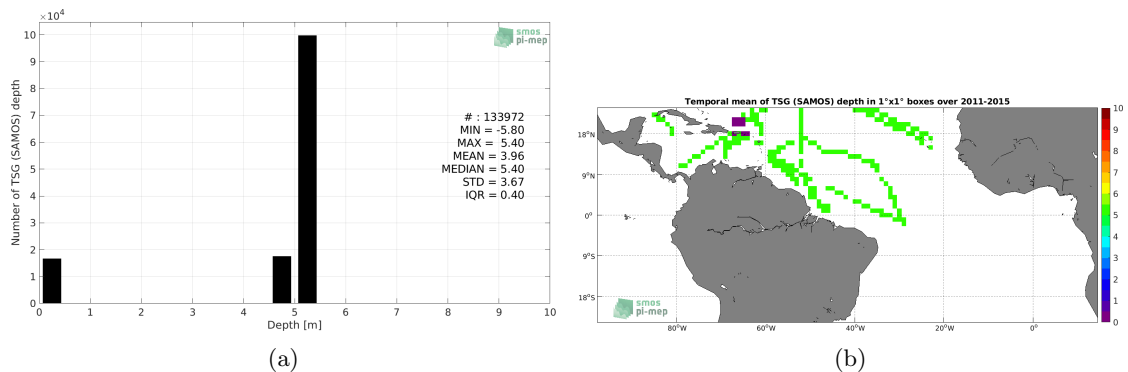 ×10⁴
10
9
8
7
6
5
4
3
2
1
0
Number of TSG (SAMOS) depth
smos
pi-mep
# : 133972
MIN = -5.80
MAX = 5.40
MEAN = 3.96
MEDIAN = 5.40
STD = 3.67
IQR = 0.40
0 1 2 3 4 5 6 7 8 9 10
Depth [m]
(a)
Temporal mean of TSG (SAMOS) depth in 1°x1° boxes over 2011-2015
18°N
9°N
0°
9°S
18°S
smos
pi-mep
80°W 60°W 40°W 20°W 0°
10
9
8
7
6
5
4
3
2
1
0
(b)